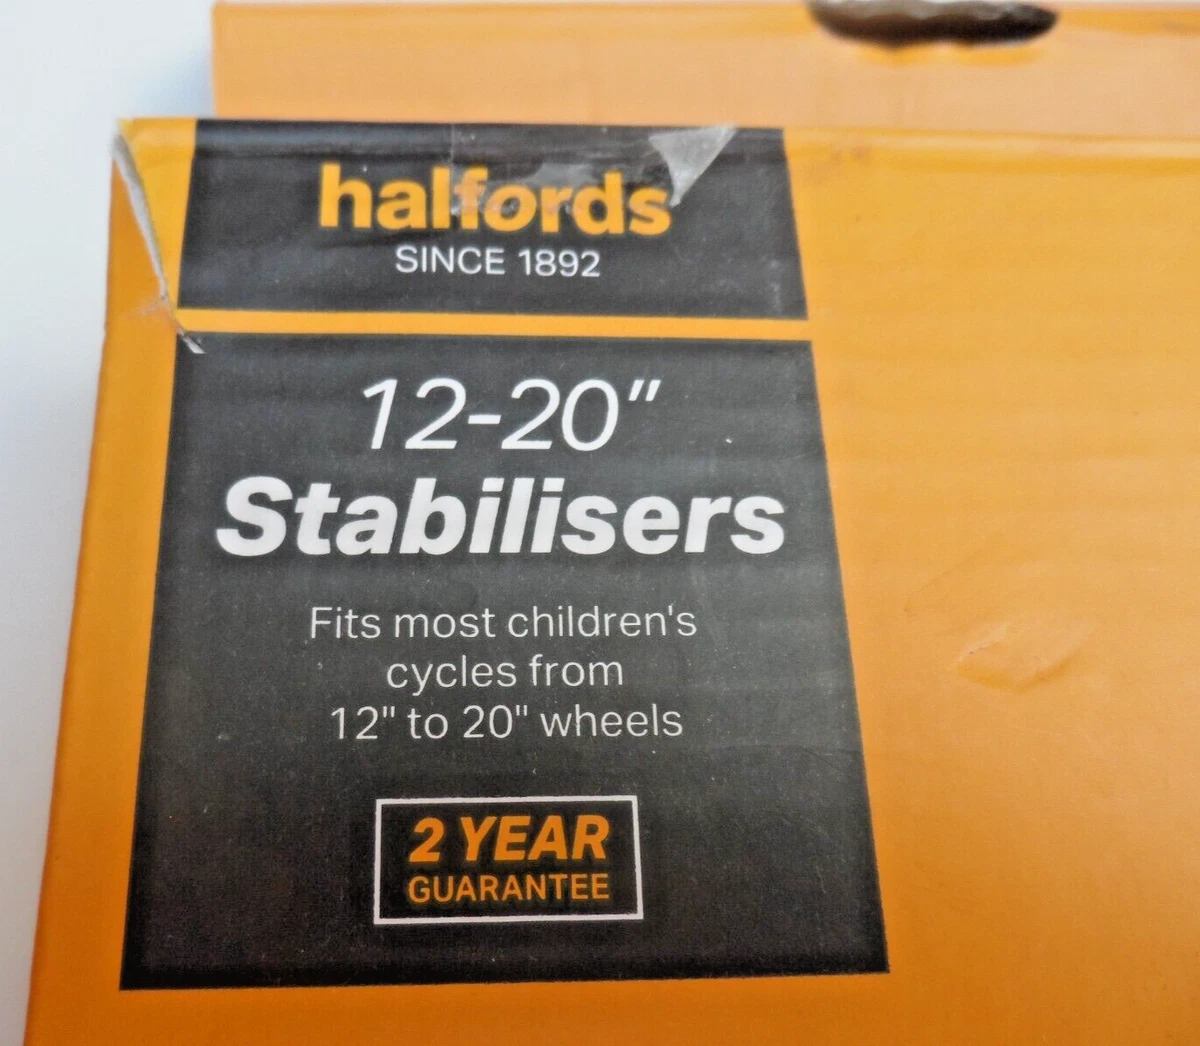 halfords
SINCE 1892
12-20”
Stabilisers
Fits most children's
cycles from
12" to 20" wheels
2 YEAR
GUARANTEE